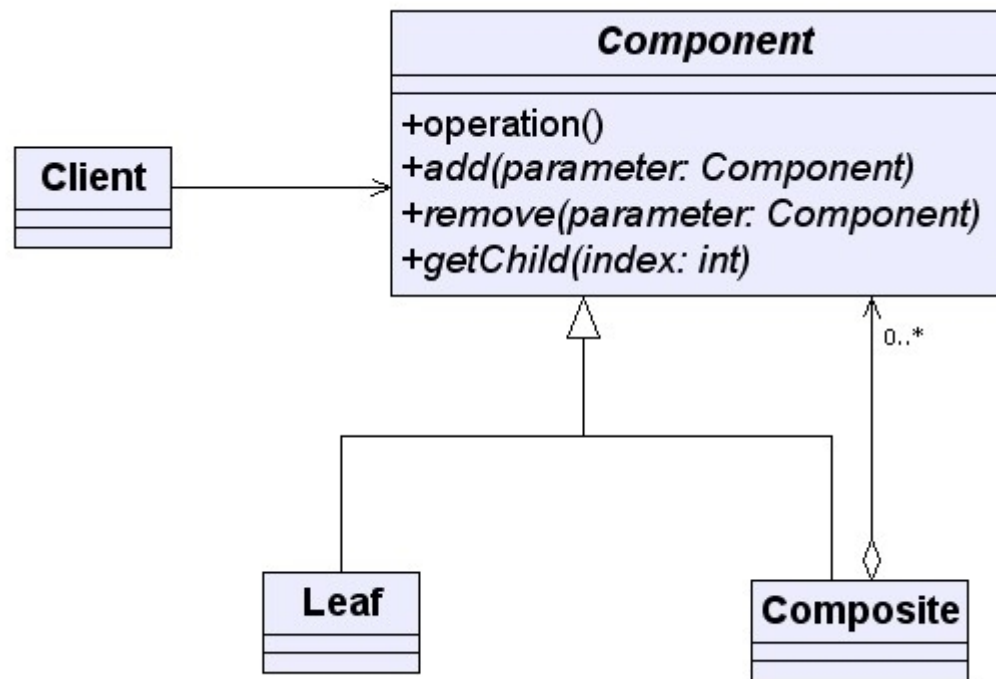 Component
+operation()
+add(parameter: Component)
+remove(parameter: Component)
+getChild(index: int)
Client
0..*
Leaf
Composite